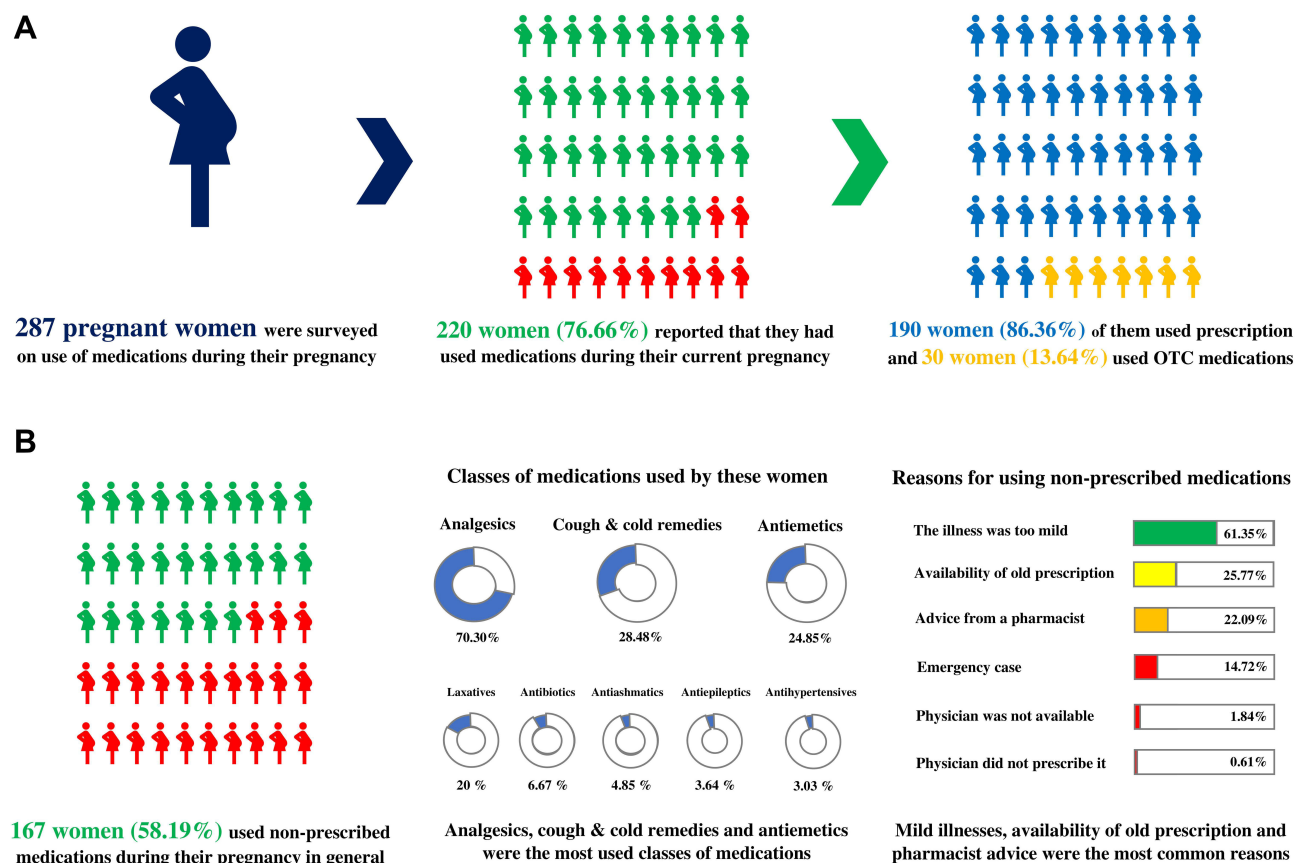 A
287 pregnant women were surveyed
on use of medications during their pregnancy
220 women (76.66%) reported that they had
used medications during their current pregnancy
190 women (86.36%) of them used prescription
and 30 women (13.64%) used OTC medications
B
167 women (58.19%) used non-prescribed
medications during their pregnancy in general
Classes of medications used by these women
Analgesics
Cough & cold remedies
Antiemetics
70.30%
28.48%
24.85%
Laxatives
Antibiotics
Antiashmatics
Antiepileptics
Antihypertensives
20 %
6.67 %
4.85 %
3.64 %
3.03 %
Analgesics, cough & cold remedies and antiemetics
were the most used classes of medications
Reasons for using non-prescribed medications
The illness was too mild 61.35%
Availability of old prescription 25.77%
Advice from a pharmacist 22.09%
Emergency case 14.72%
Physician was not available 1.84%
Physician did not prescribe it 0.61%
Mild illnesses, availability of old prescription and
pharmacist advice were the most common reasons